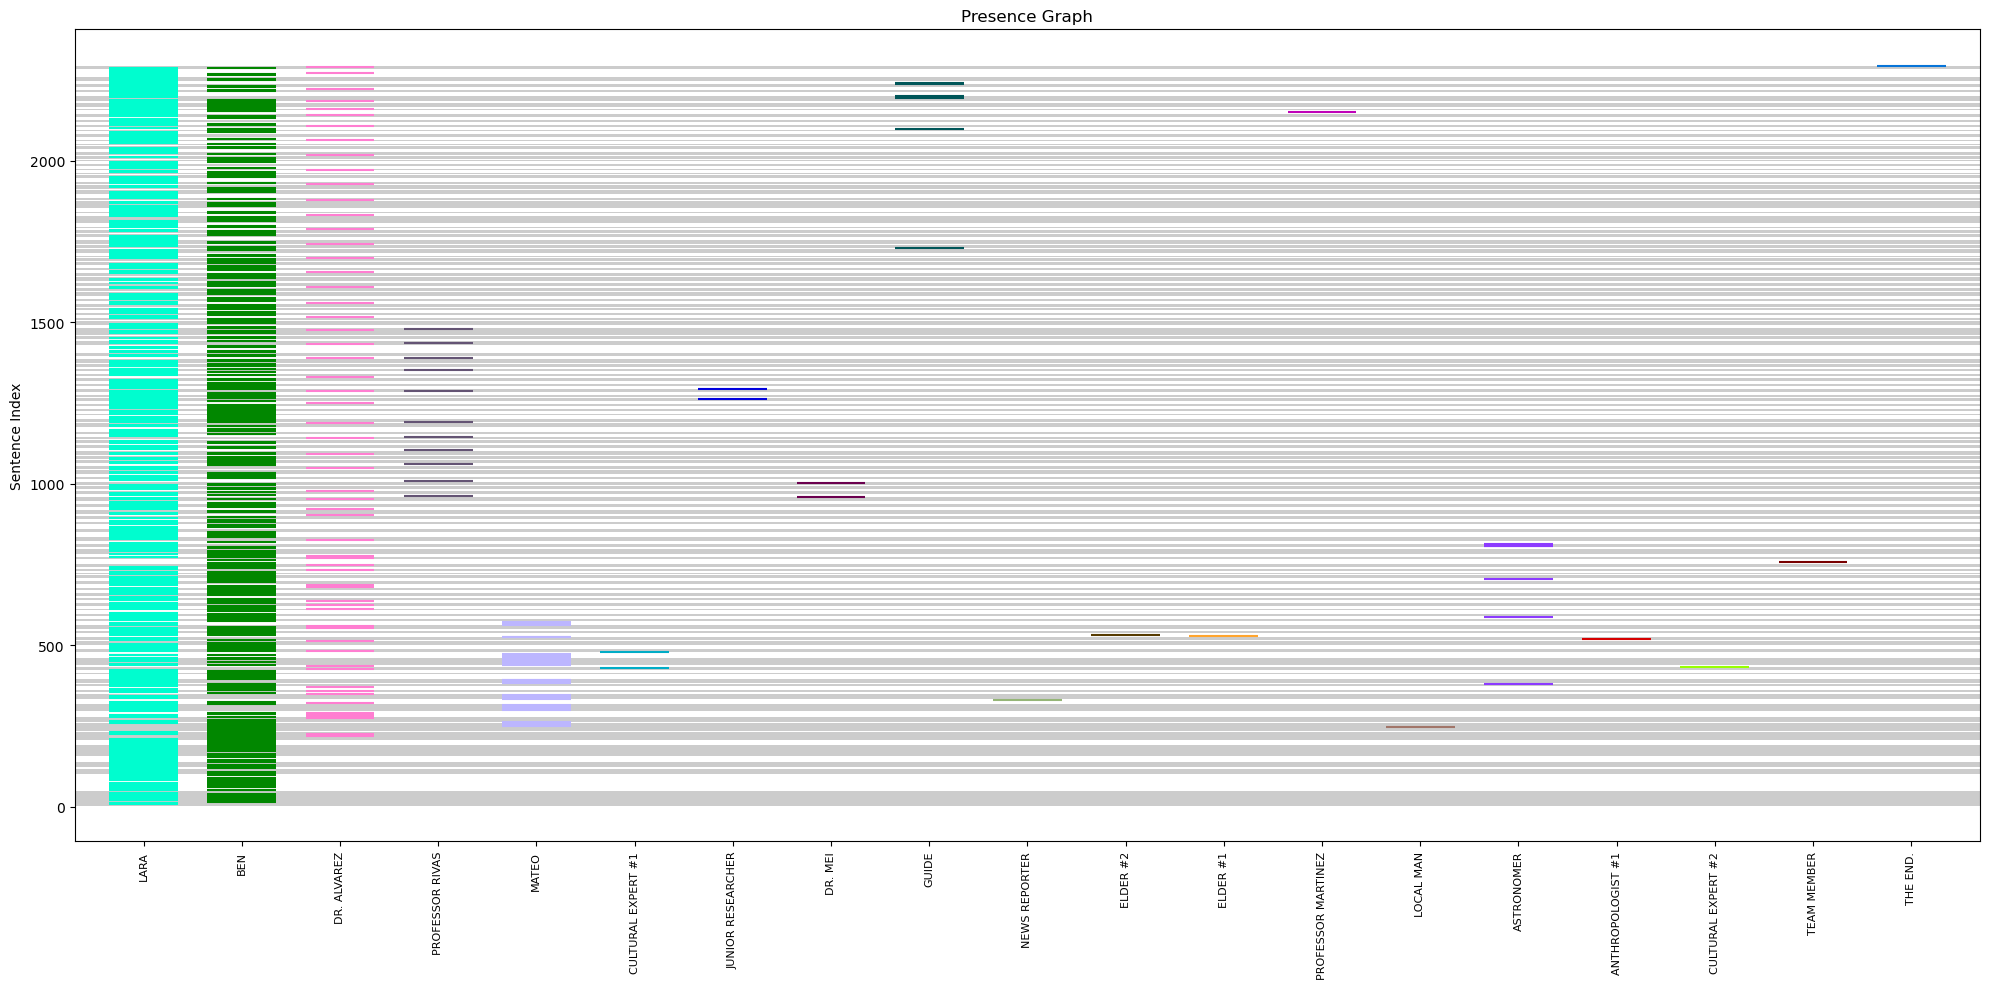 Presence Graph
Sentence Index
2000
1500
1000
500
0
LARA
BEN
DR. ALVAREZ
PROFESSOR RIVAS
MATEO
CULTURAL EXPERT #1
JUNIOR RESEARCHER
DR. MEI
GUIDE
NEWS REPORTER
ELDER #2
ELDER #1
PROFESSOR MARTINEZ
LOCAL MAN
ASTRONOMER
ANTHROPOLOGIST #1
CULTURAL EXPERT #2
TEAM MEMBER
THE END.